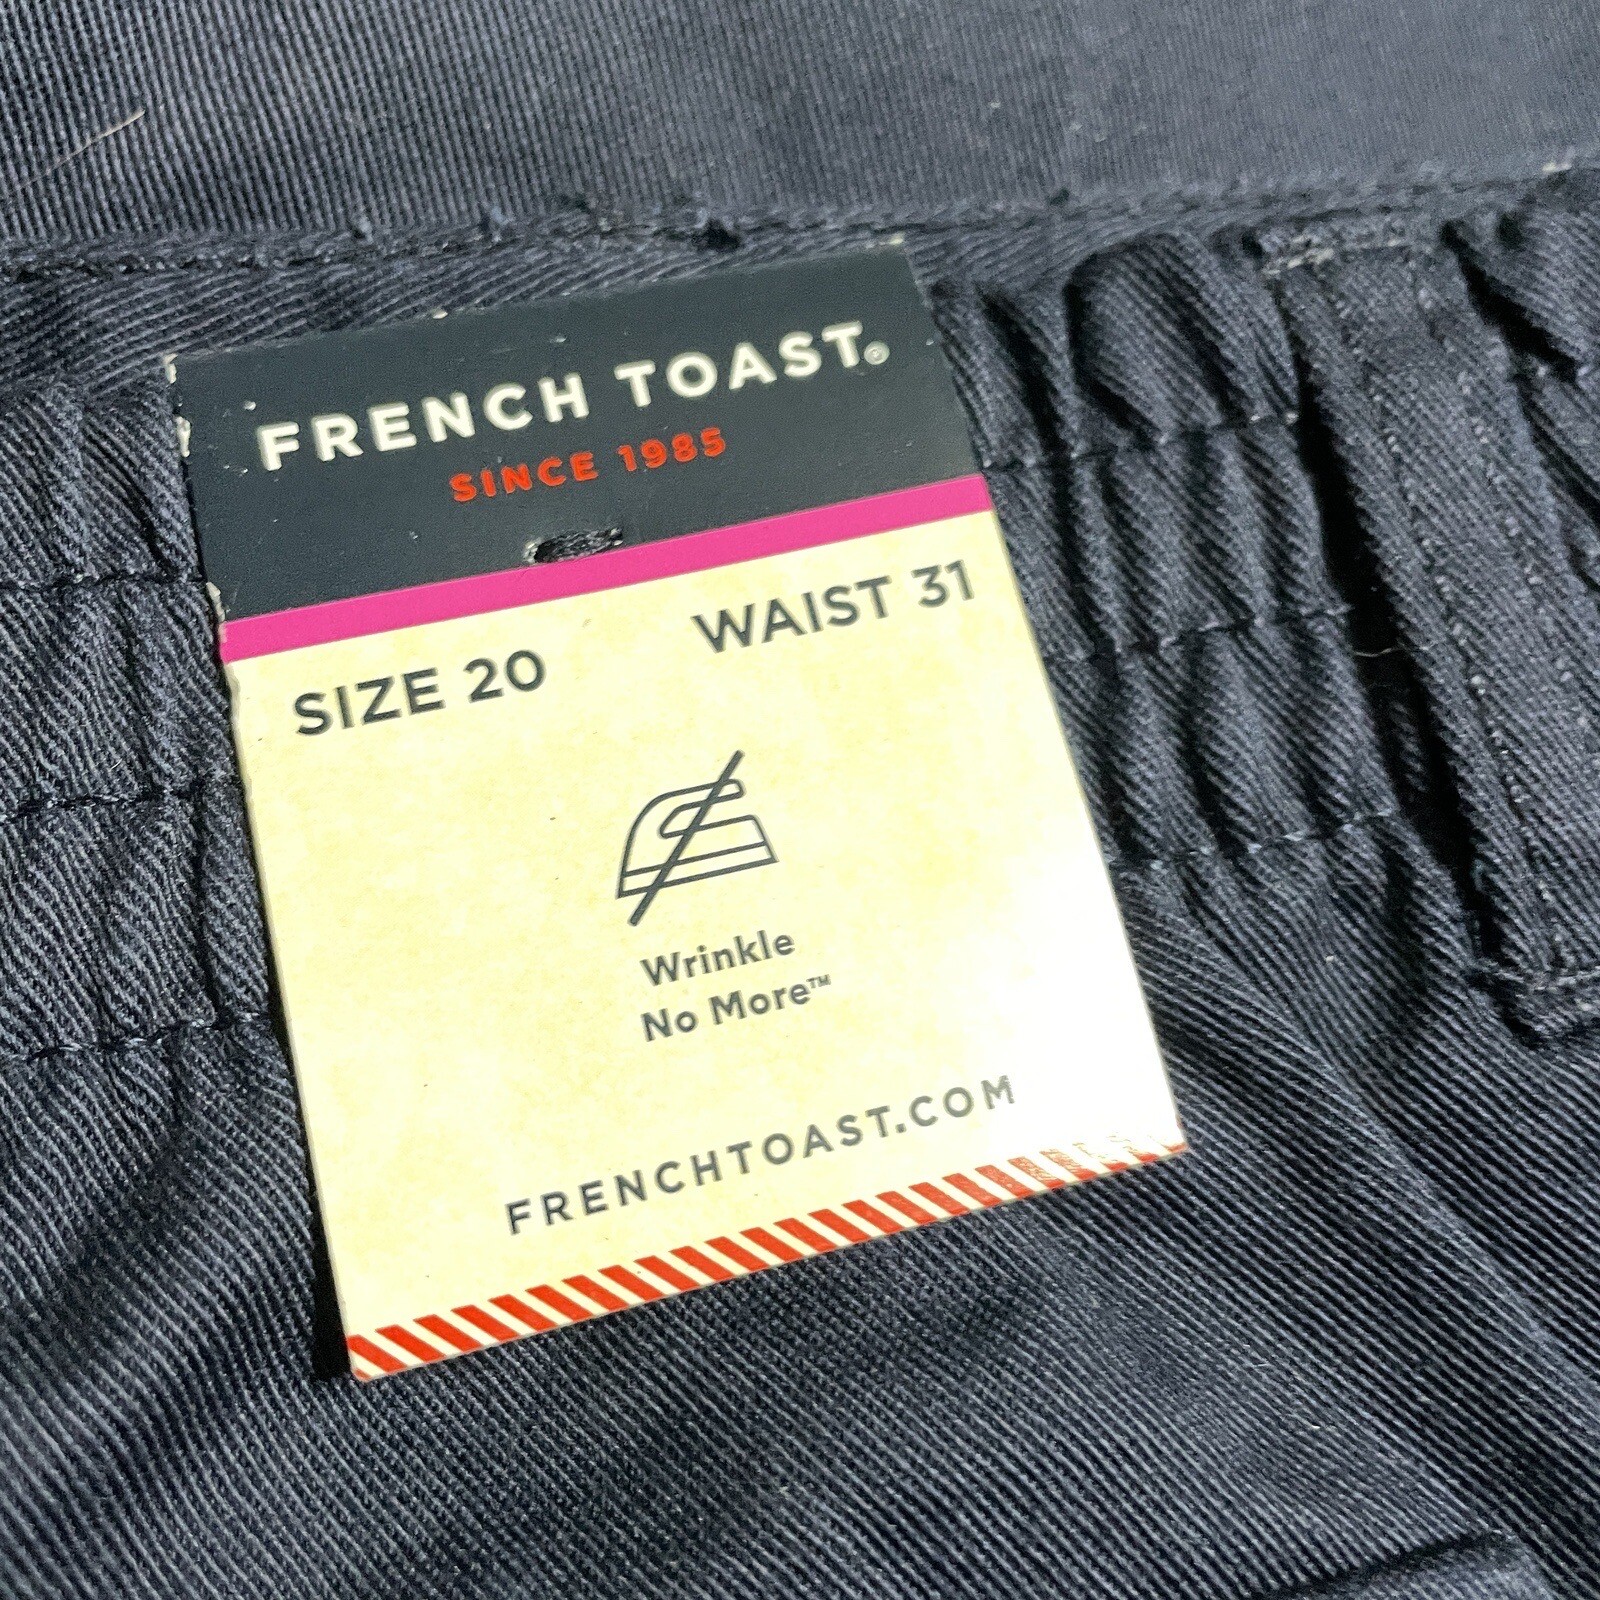 FRENCH TOAST®
SINCE 1985
SIZE 20 WAIST 31
Wrinkle
No More™
FRENCHTOAST.COM